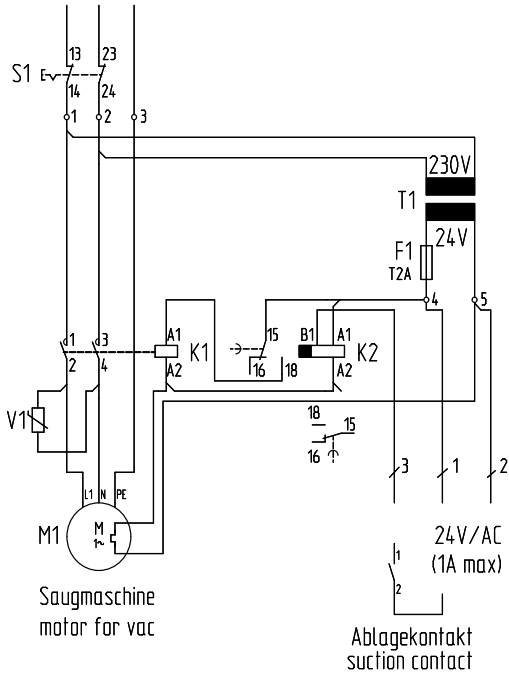 13 23
S1
14 24
1 2 3
230V
T1
24V
F1
T2A
4 5
1 3
A1
K1
15
B1 A1
K2
2 4
A2
16 18
A2
V1
18
15
16
3 1 2
L1 N PE
M1
M
1~
24V/AC
(1A max)
1
2
Saugmaschine
motor for vac
Ablagekontakt
suction contact